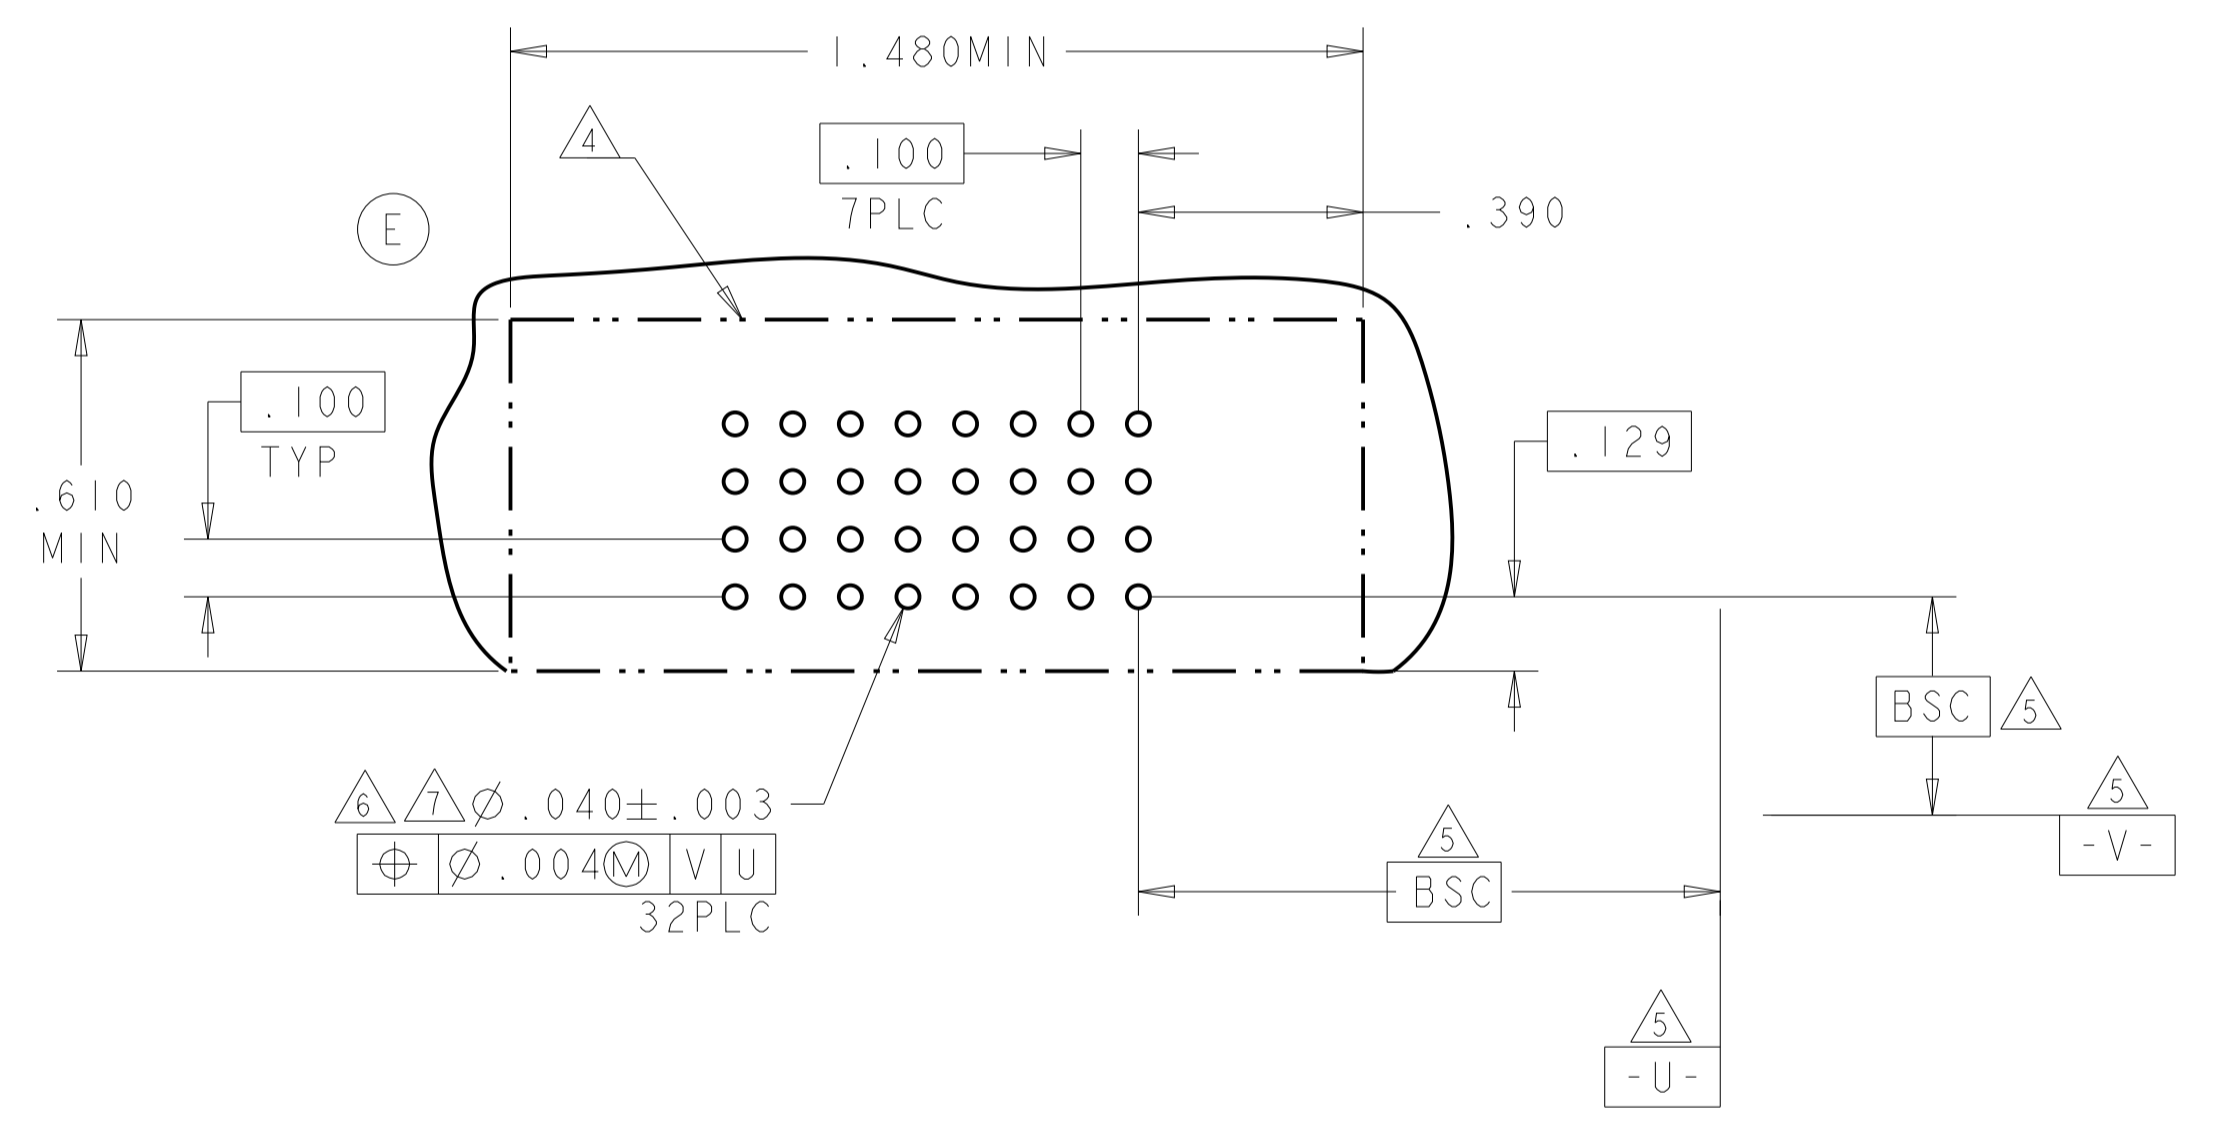 1.480MIN
4
.100
7PLC
.390
E
.100
TYP
.129
.610
MIN
BSC 5
6 7 Ø.040±.003
⌖ Ø.004Ⓜ V U
32PLC
5
BSC
5
-V-
5
-U-